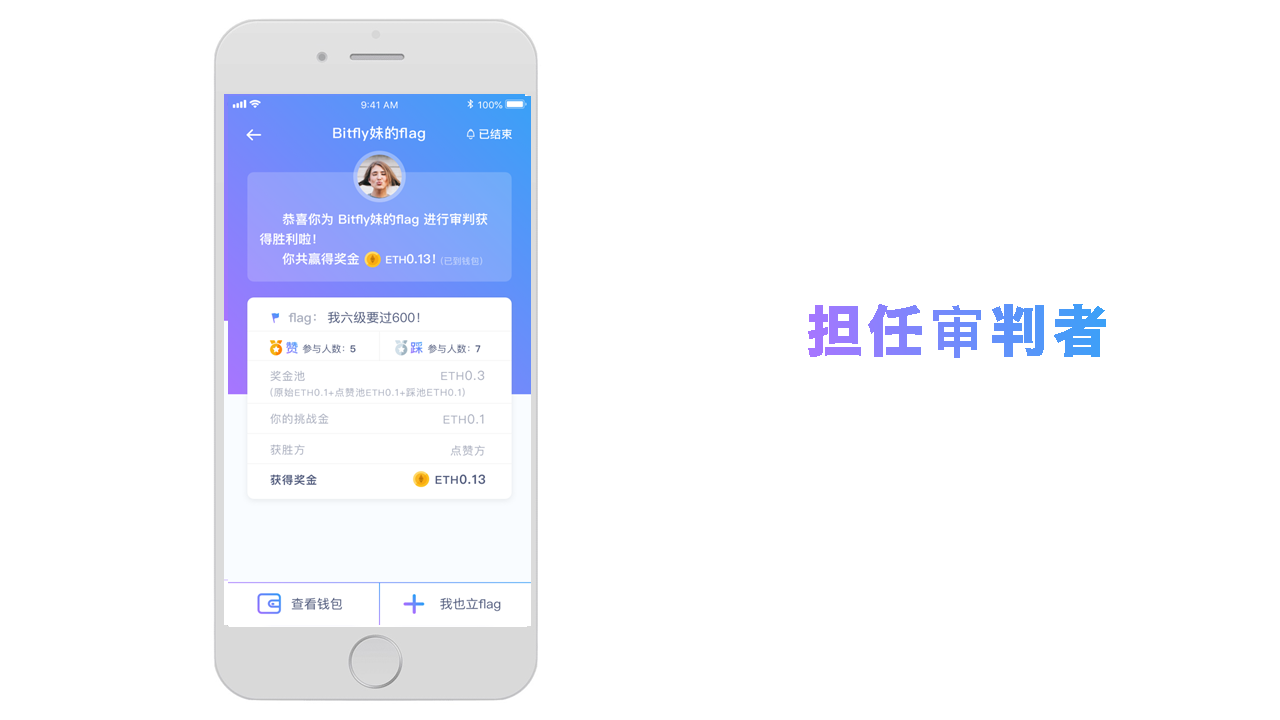 9:41 AM
100%
Bitfly妹的flag
已结束
恭喜你为 Bitfly妹的flag 进行审判获
得胜利啦!
你共赢得奖金 ETH0.13! (已到钱包)
flag: 我六级要过600!
赞 参与人数: 5
踩 参与人数: 7
奖金池 ETH0.3
(原始ETH0.1+点赞池ETH0.1+踩池ETH0.1)
你的挑战金 ETH0.1
获胜方 点赞方
获得奖金 ETH0.13
查看钱包
我也立flag
担任审判者